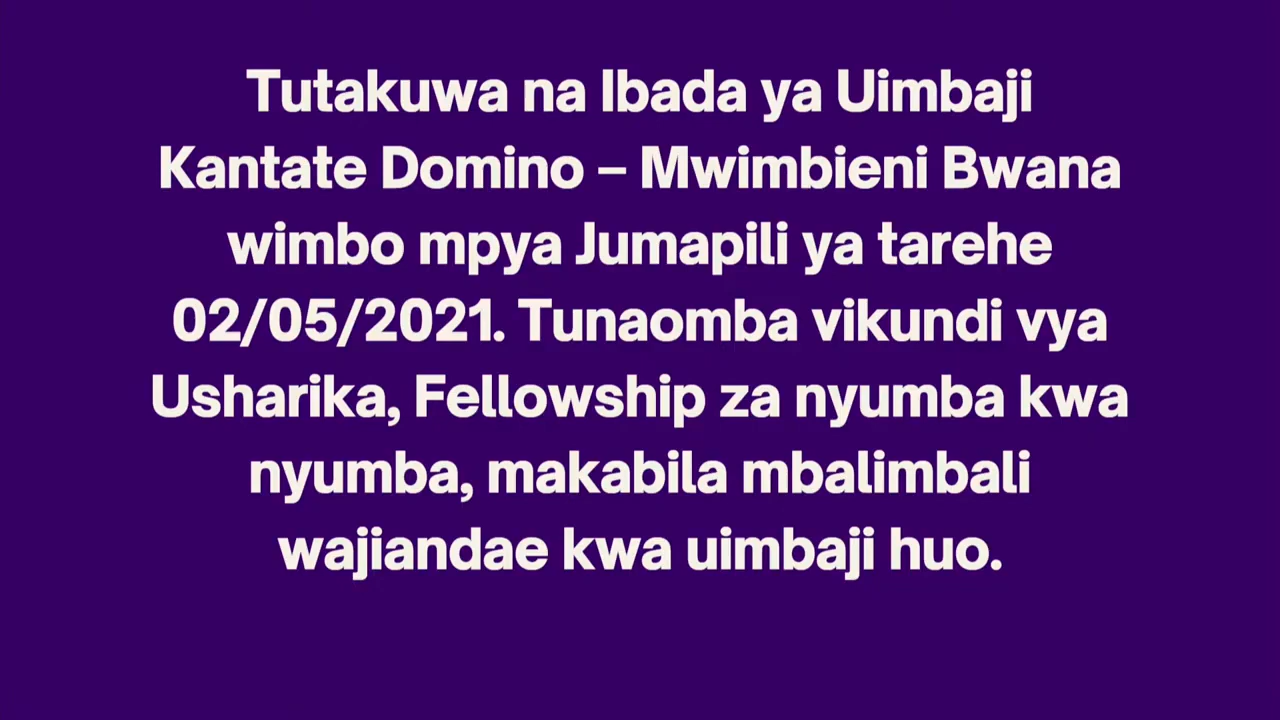 Tutakuwa na Ibada ya Uimbaji
Kantate Domino – Mwimbieni Bwana
wimbo mpya Jumapili ya tarehe
02/05/2021. Tunaomba vikundi vya
Usharika, Fellowship za nyumba kwa
nyumba, makabila mbalimbali
wajiandae kwa uimbaji huo.